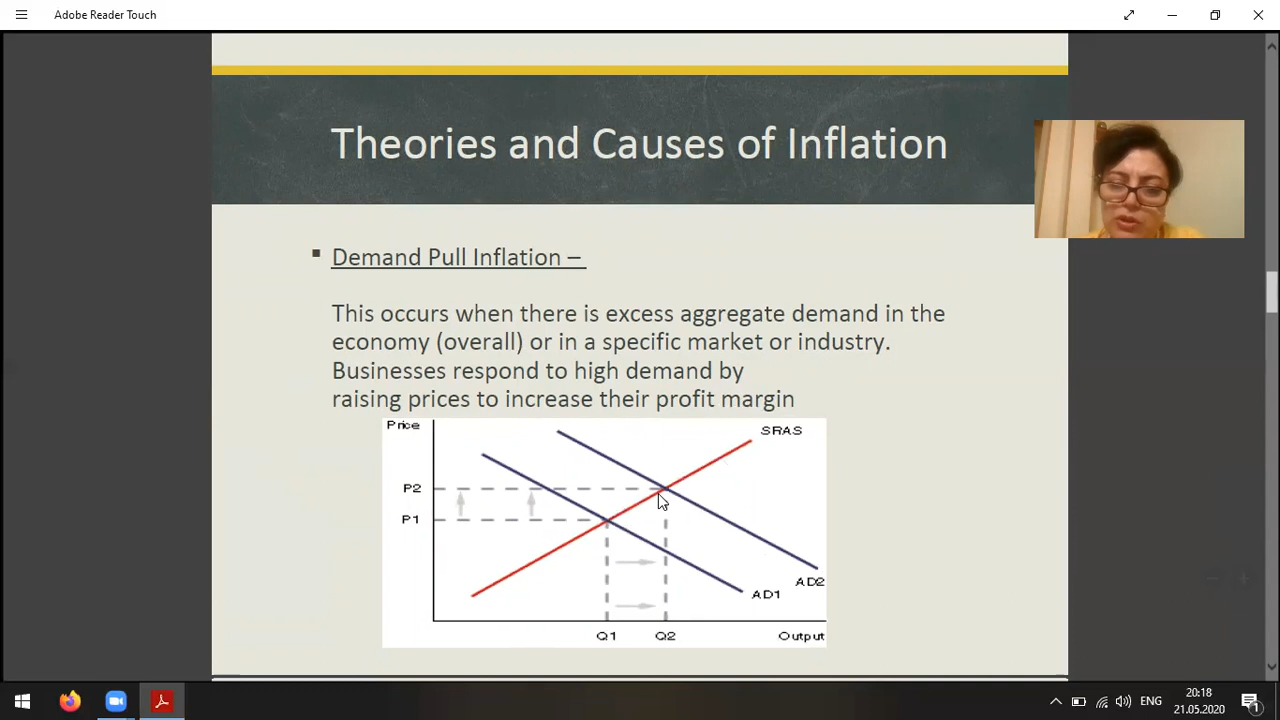 Adobe Reader Touch
Theories and Causes of Inflation
▪ Demand Pull Inflation –
This occurs when there is excess aggregate demand in the
economy (overall) or in a specific market or industry.
Businesses respond to high demand by
raising prices to increase their profit margin
Price
SRAS
P2
P1
AD2
AD1
Q1 Q2 Output
ENG
20:18
21.05.2020
1